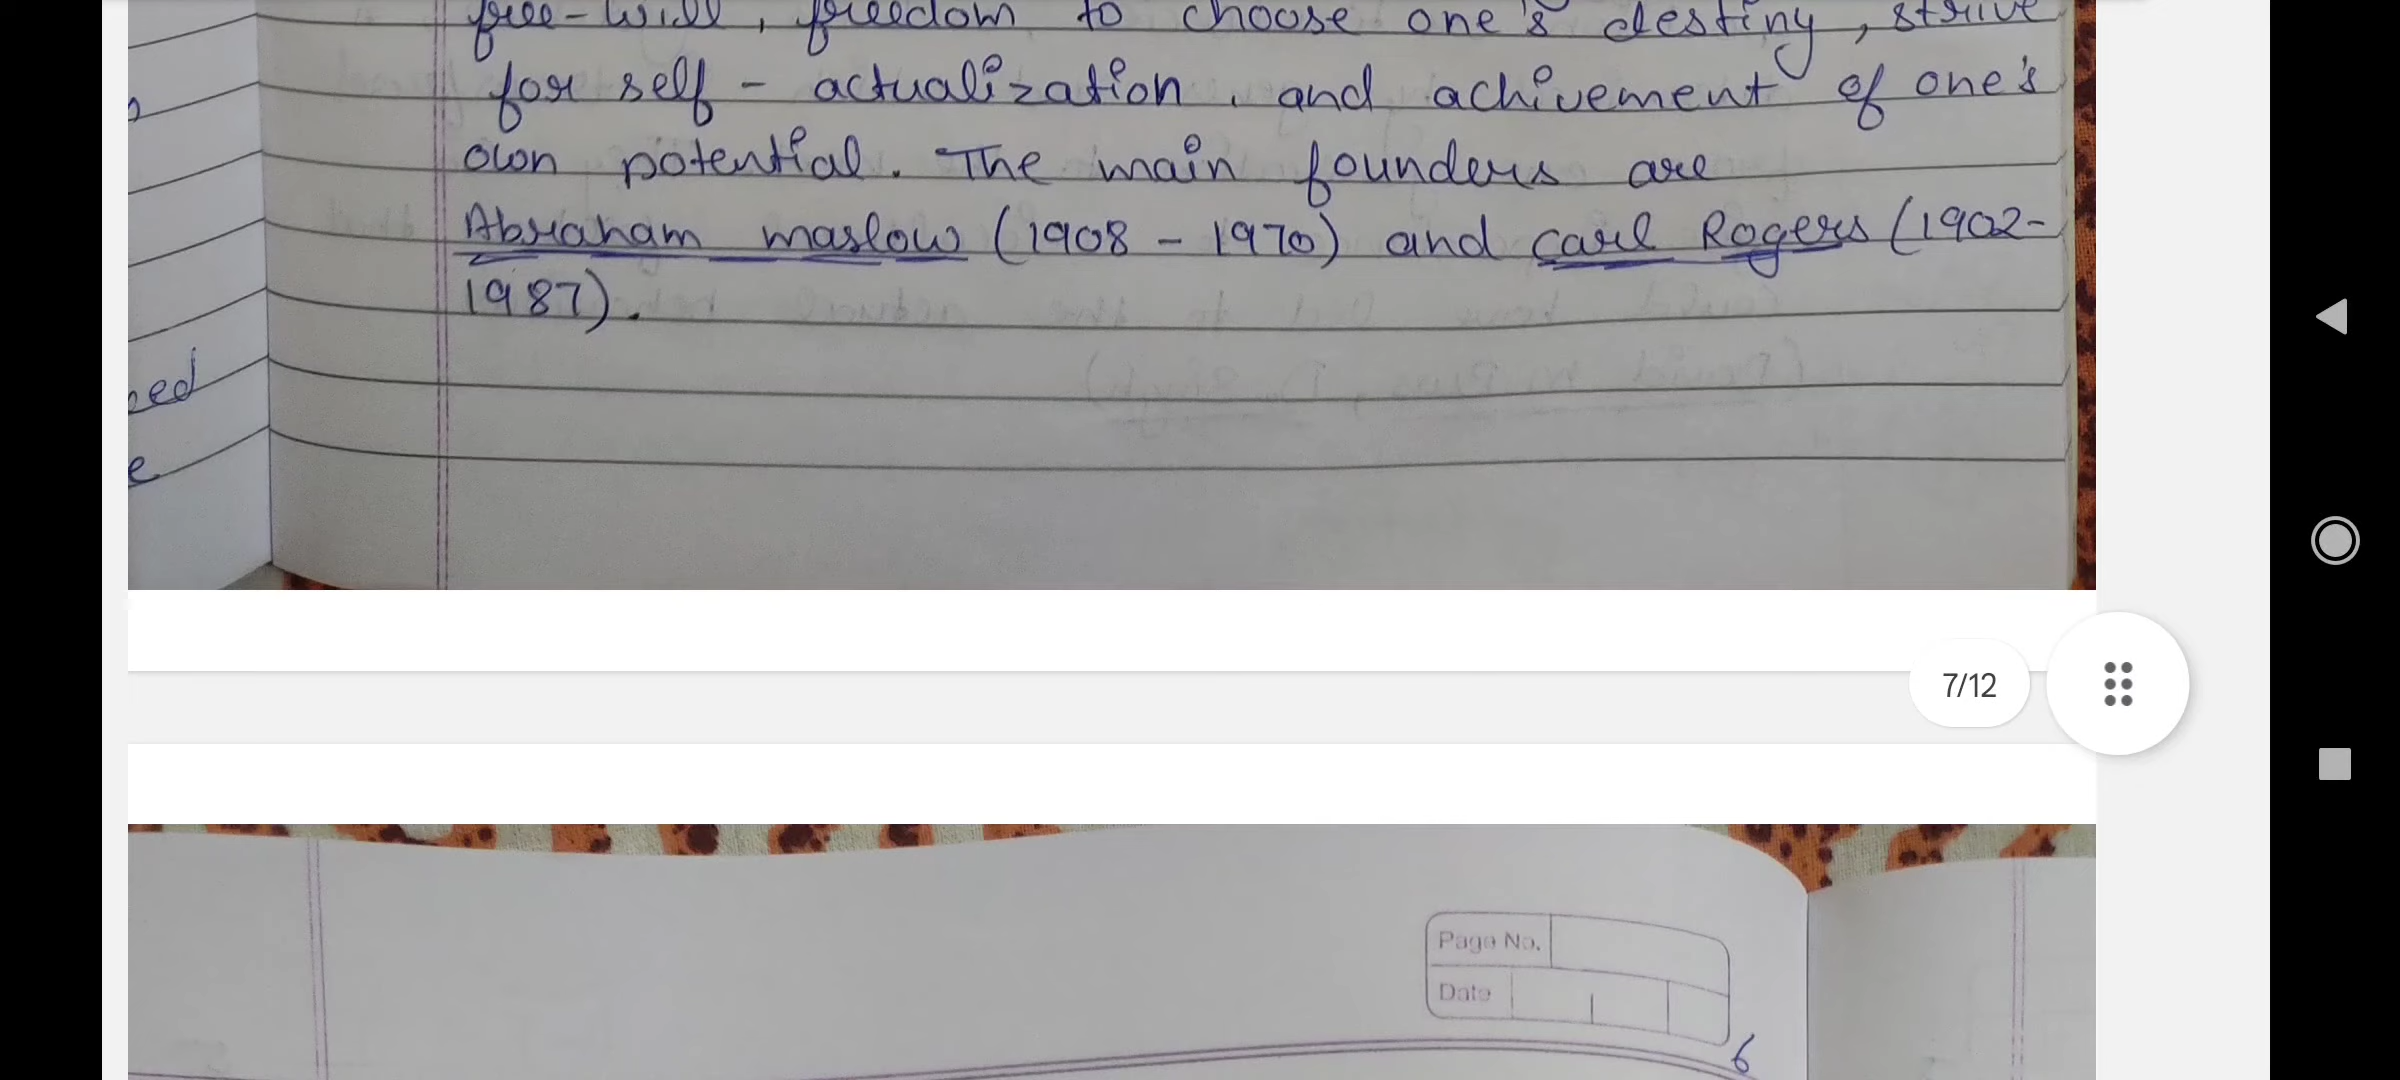 free-will, freedom to choose one's destiny, strive
for self - actualization, and achivement of one's
own potential. The main founders are
Abraham maslow (1908 - 1970) and carl Rogers (1902-
1987).
eed
e
7/12
Page No.
Date
6